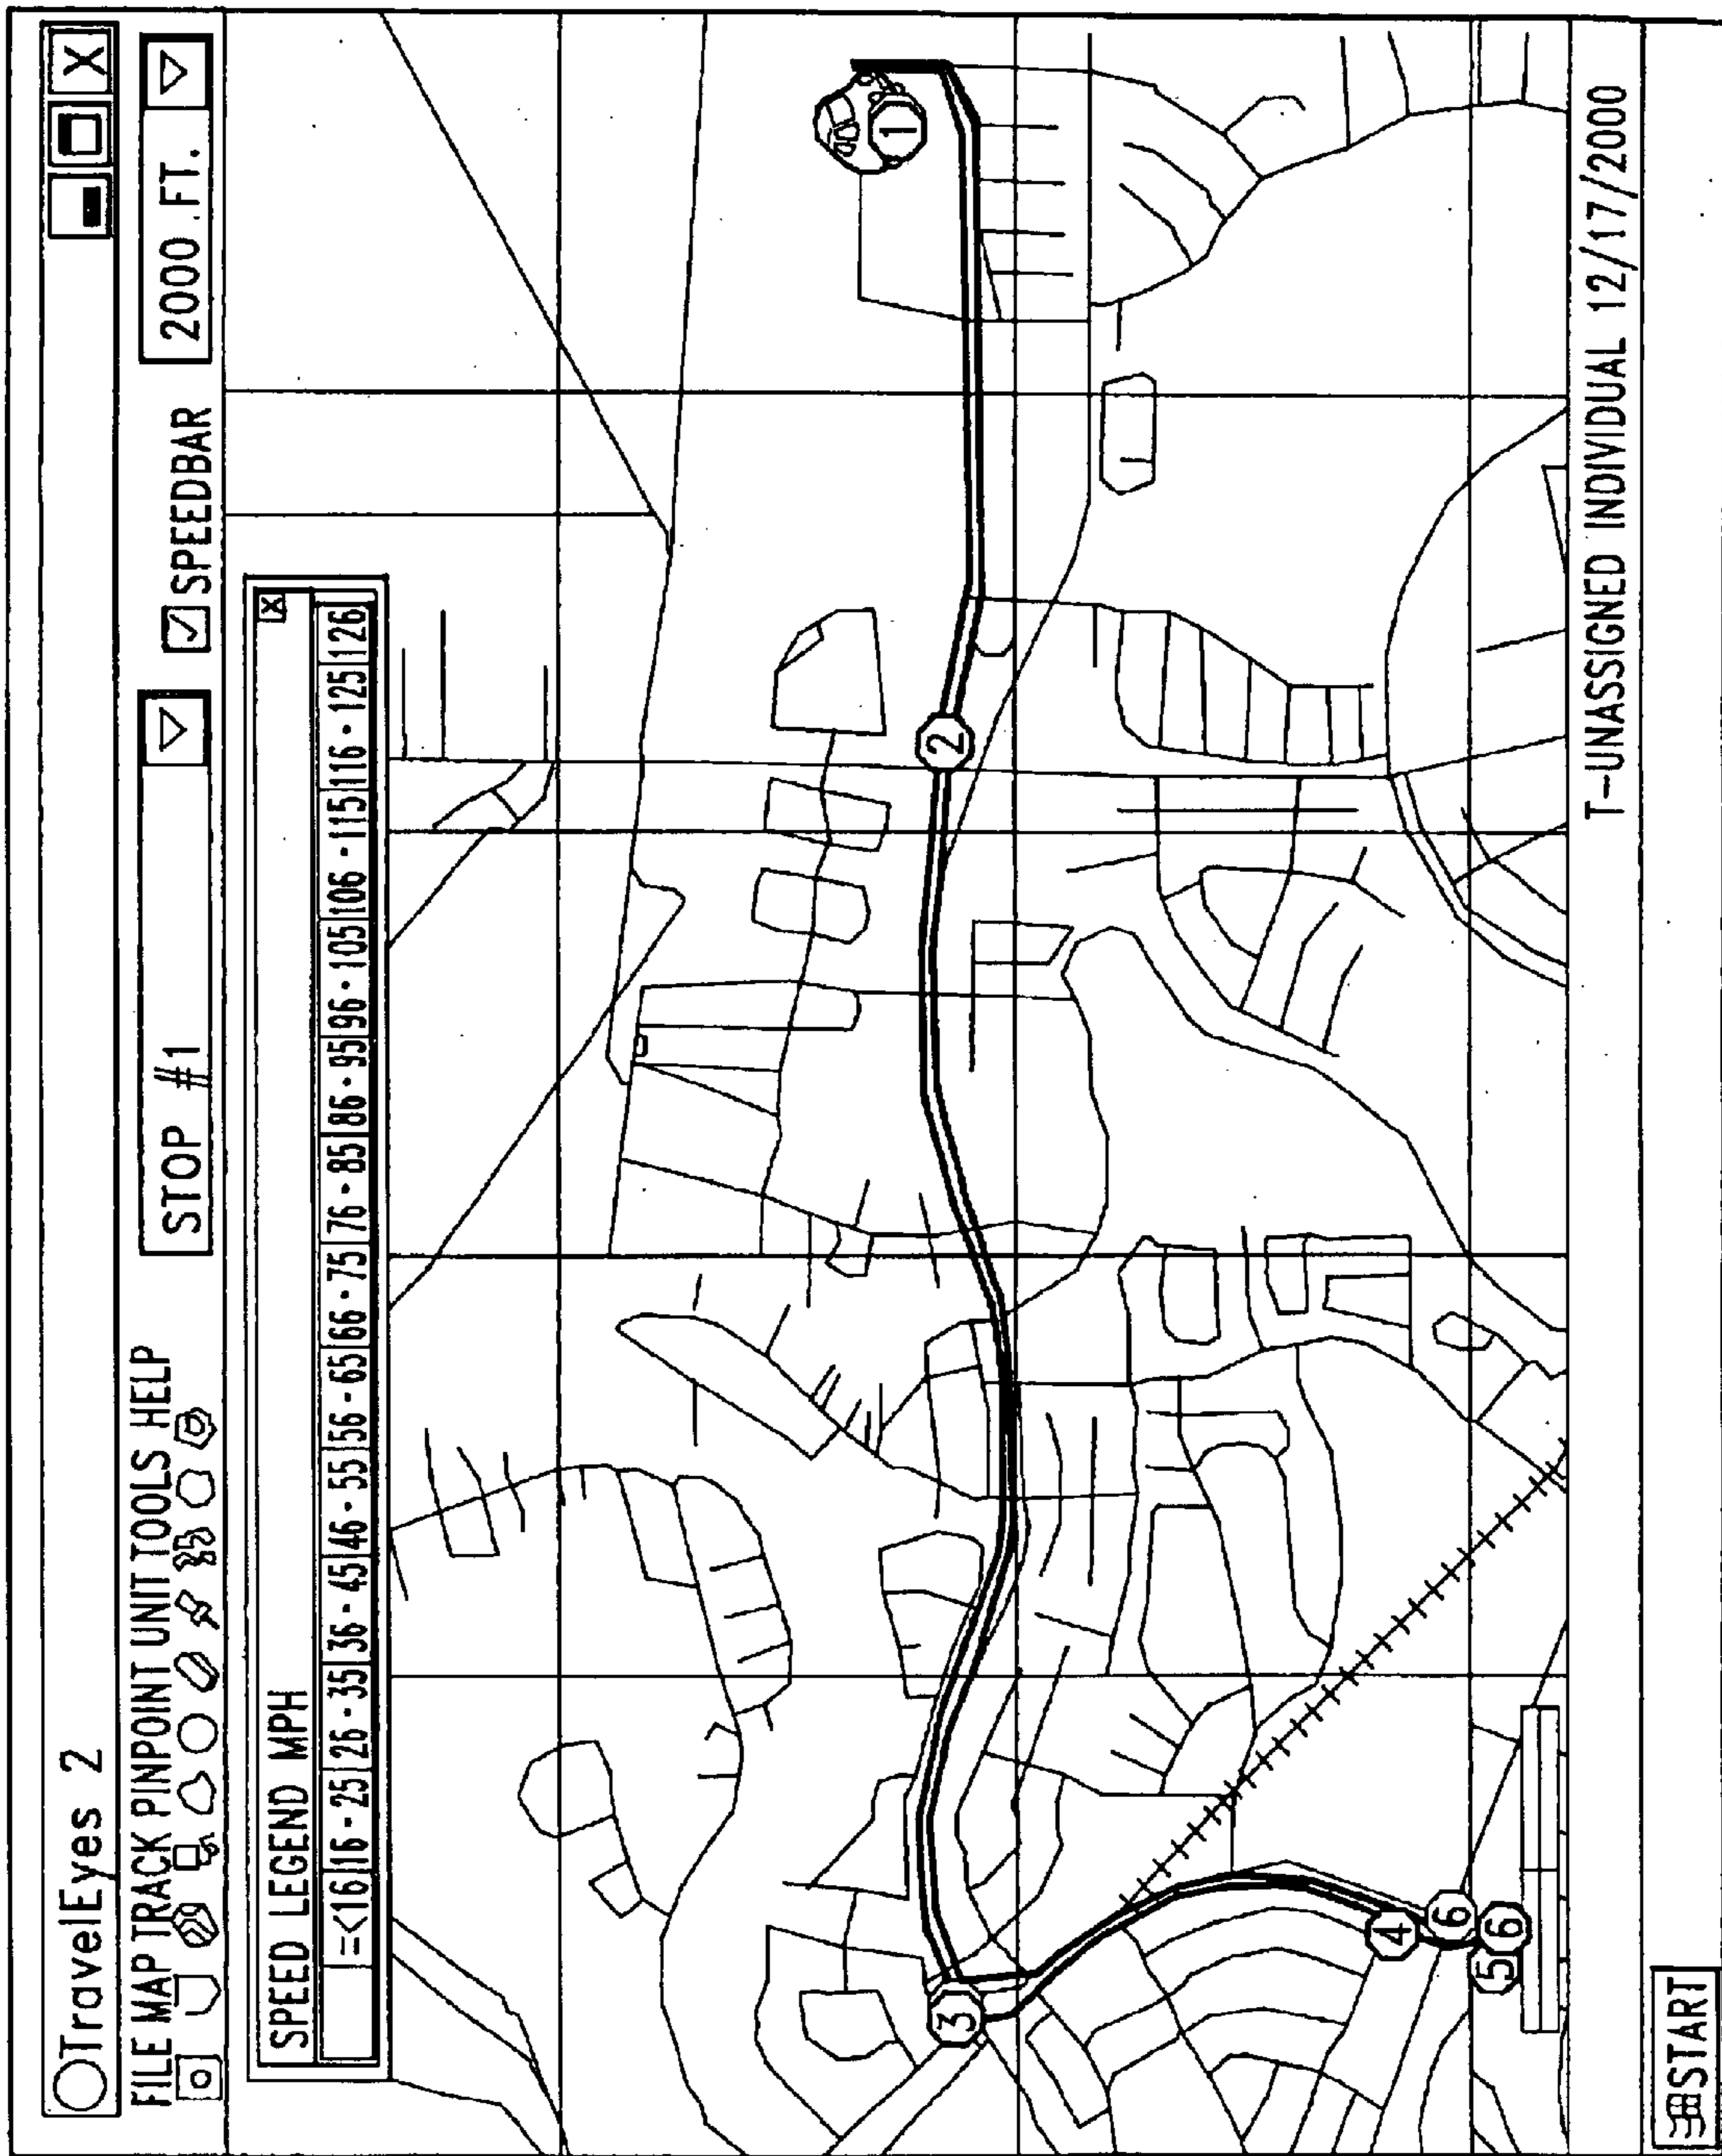 TravelEyes 2
FILE MAP TRACK PINPOINT UNIT TOOLS HELP
STOP #1
SPEEDBAR
2000 FT.
X
SPEED LEGEND MPH
X
=<16 16 - 25 26 - 35 36 - 45 46 - 55 56 - 65 66 - 75 76 - 85 86 - 95 96 - 105 106 - 115 116 - 125 126
1
2
3
4
6
5 6
T-UNASSIGNED INDIVIDUAL 12/17/2000
START